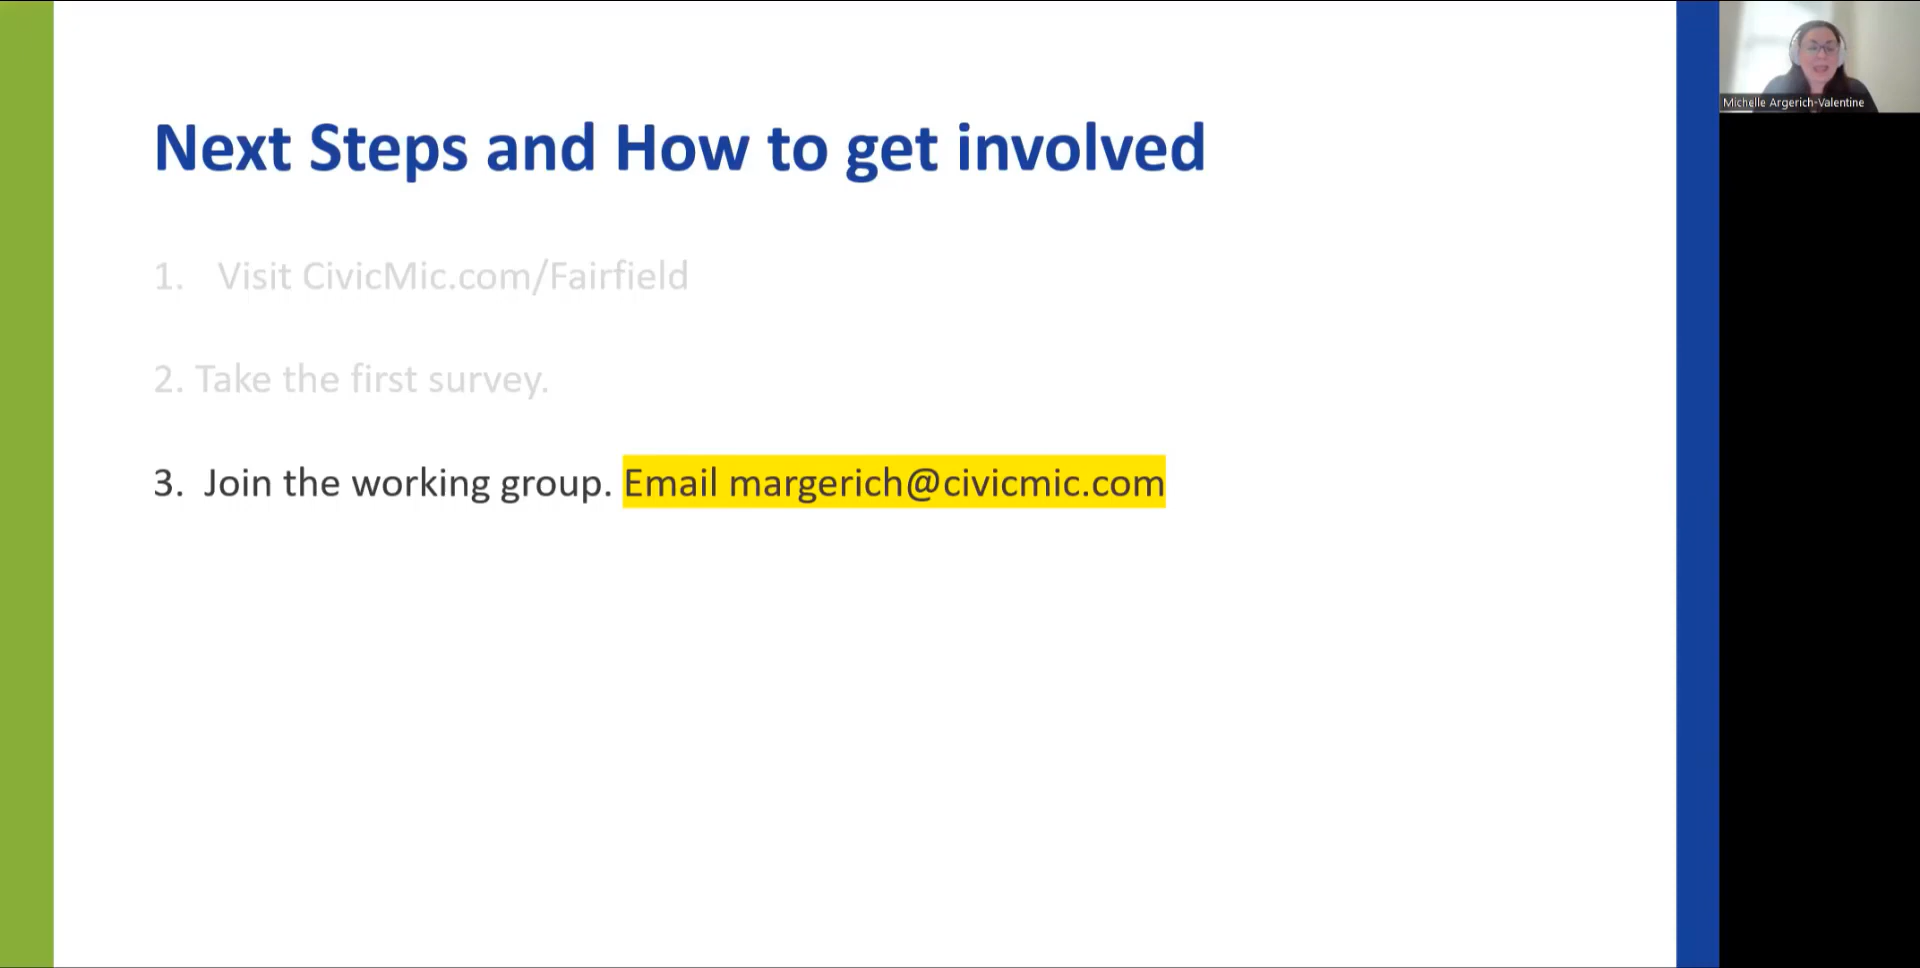 Next Steps and How to get involved
1. Visit CivicMic.com/Fairfield
2. Take the first survey.
3. Join the working group. Email margerich@civicmic.com
Michelle Argerich-Valentine